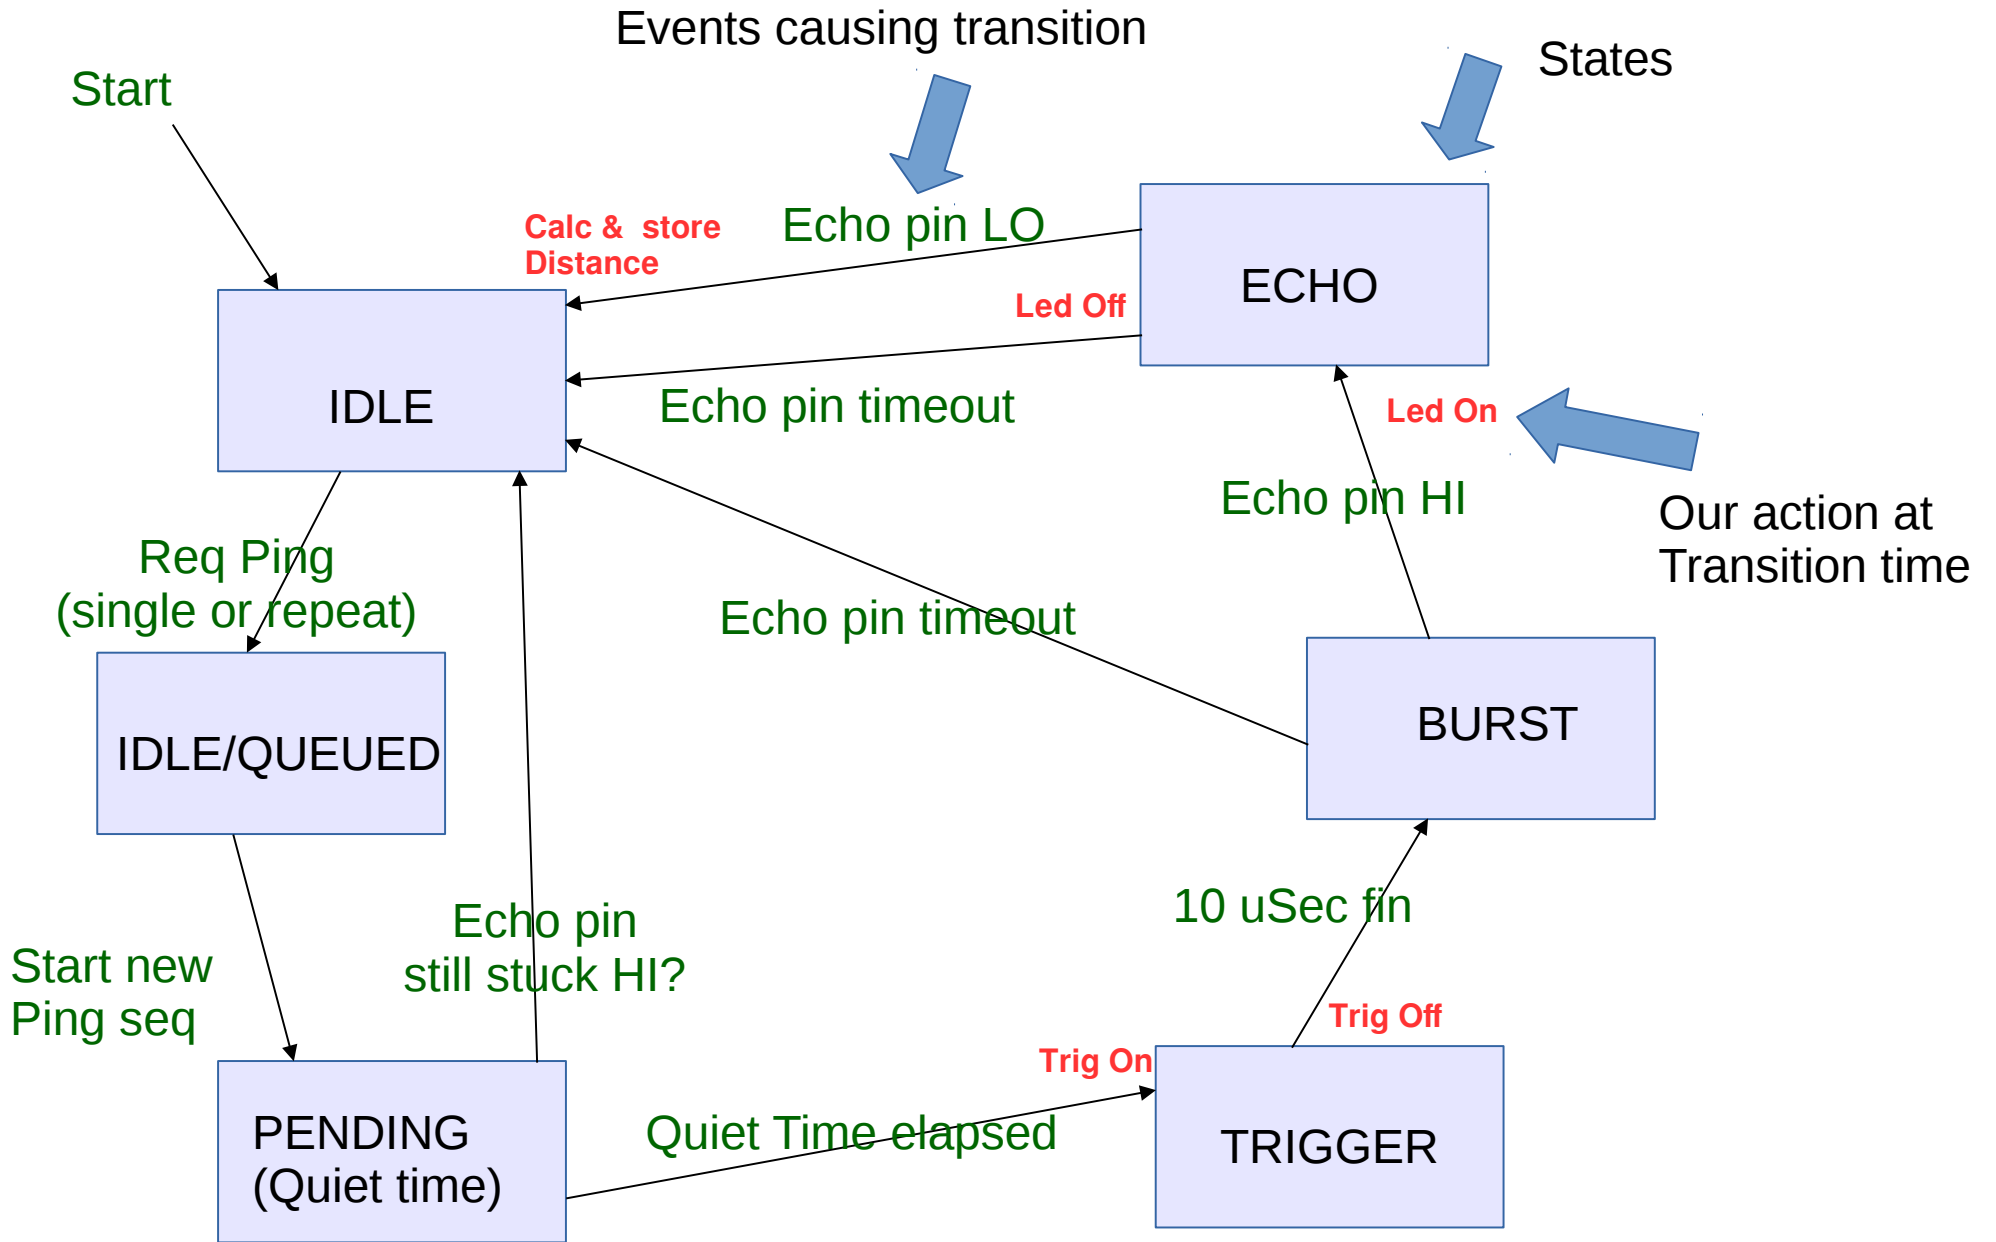 Events causing transition
States
Start
Calc &  store
Distance
Echo pin LO
ECHO
Led Off
IDLE
Echo pin timeout
Led On
Echo pin HI
Our action at
Transition time
Req Ping
(single or repeat)
Echo pin timeout
IDLE/QUEUED
BURST
Echo pin
still stuck HI?
10 uSec fin
Start new
Ping seq
Trig Off
Trig On
PENDING
(Quiet time)
Quiet Time elapsed
TRIGGER